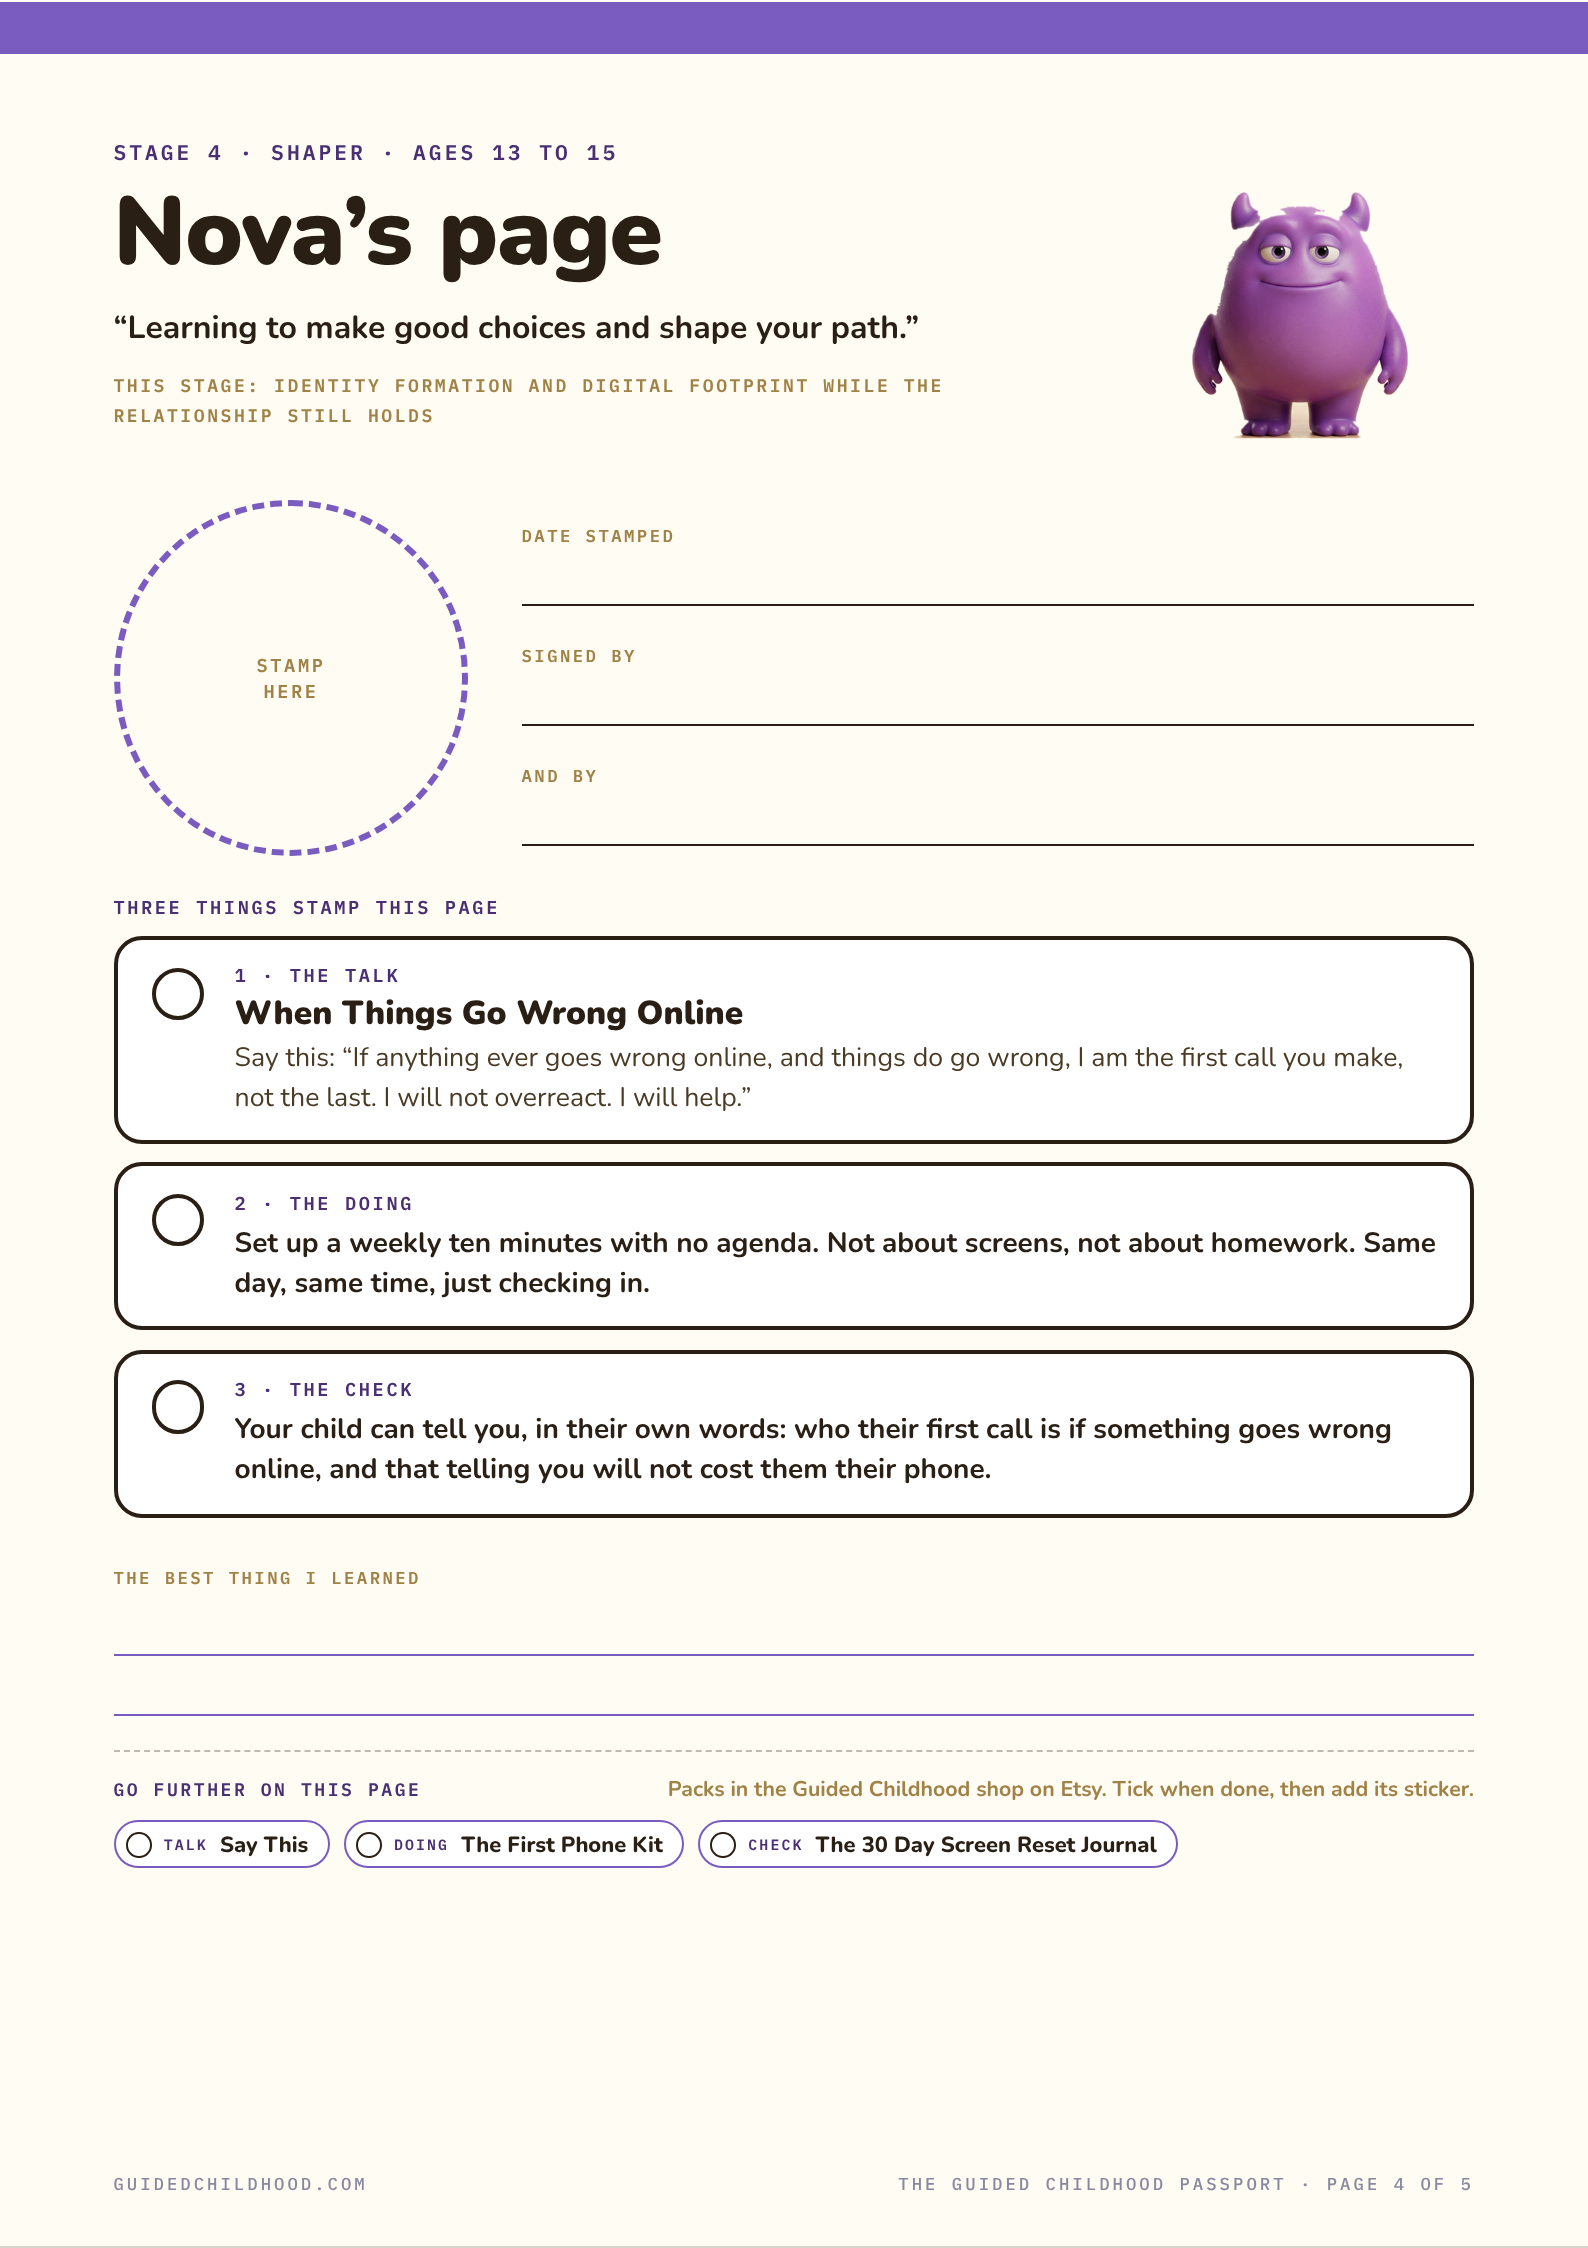 STAGE 4 · SHAPER · AGES 13 TO 15
Nova’s page
“Learning to make good choices and shape your path.”
THIS STAGE: IDENTITY FORMATION AND DIGITAL FOOTPRINT WHILE THE
RELATIONSHIP STILL HOLDS
STAMP
HERE
DATE STAMPED
SIGNED BY
AND BY
THREE THINGS STAMP THIS PAGE
1 · THE TALK
When Things Go Wrong Online
Say this: “If anything ever goes wrong online, and things do go wrong, I am the first call you make,
not the last. I will not overreact. I will help.”
2 · THE DOING
Set up a weekly ten minutes with no agenda. Not about screens, not about homework. Same
day, same time, just checking in.
3 · THE CHECK
Your child can tell you, in their own words: who their first call is if something goes wrong
online, and that telling you will not cost them their phone.
THE BEST THING I LEARNED
GO FURTHER ON THIS PAGE
Packs in the Guided Childhood shop on Etsy. Tick when done, then add its sticker.
TALK Say This
DOING The First Phone Kit
CHECK The 30 Day Screen Reset Journal
GUIDEDCHILDHOOD.COM
THE GUIDED CHILDHOOD PASSPORT · PAGE 4 OF 5